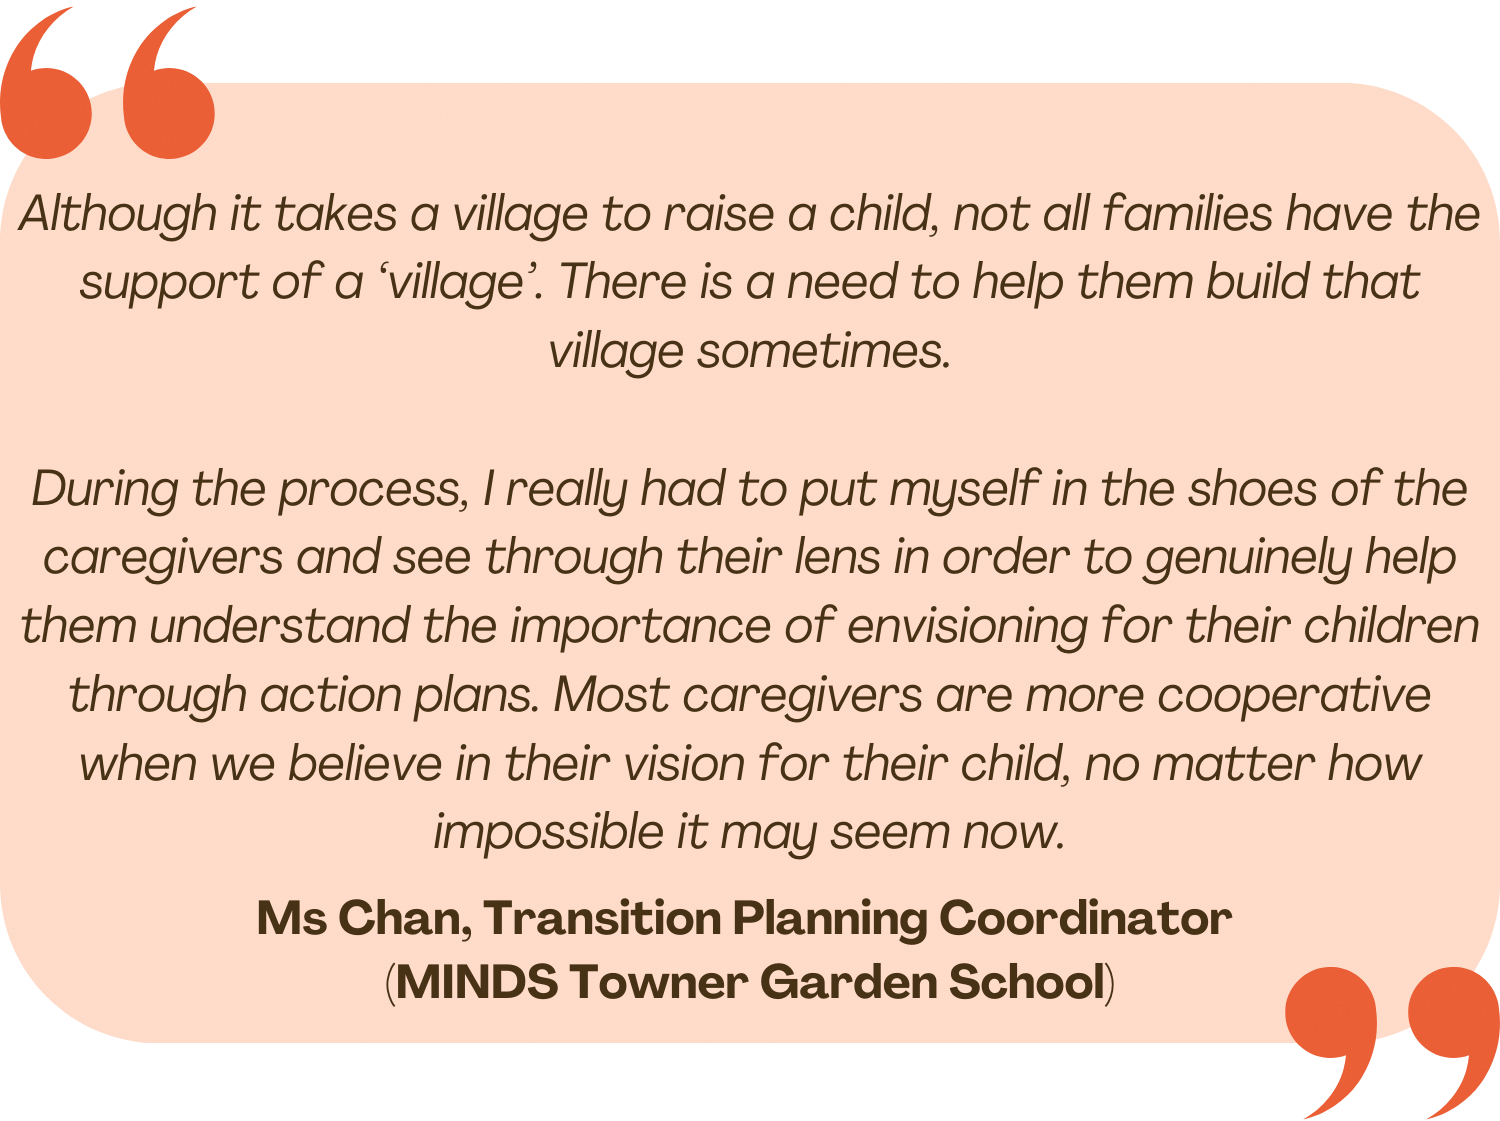 Although it takes a village to raise a child, not all families have the
support of a ‘village’. There is a need to help them build that
village sometimes.
During the process, I really had to put myself in the shoes of the
caregivers and see through their lens in order to genuinely help
them understand the importance of envisioning for their children
through action plans. Most caregivers are more cooperative
when we believe in their vision for their child, no matter how
impossible it may seem now.
Ms Chan, Transition Planning Coordinator
(MINDS Towner Garden School)